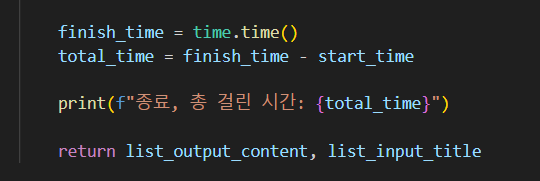 finish_time = time.time()
total_time = finish_time - start_time
print(f"종료, 총 걸린 시간: {total_time}")
return list_output_content, list_input_title